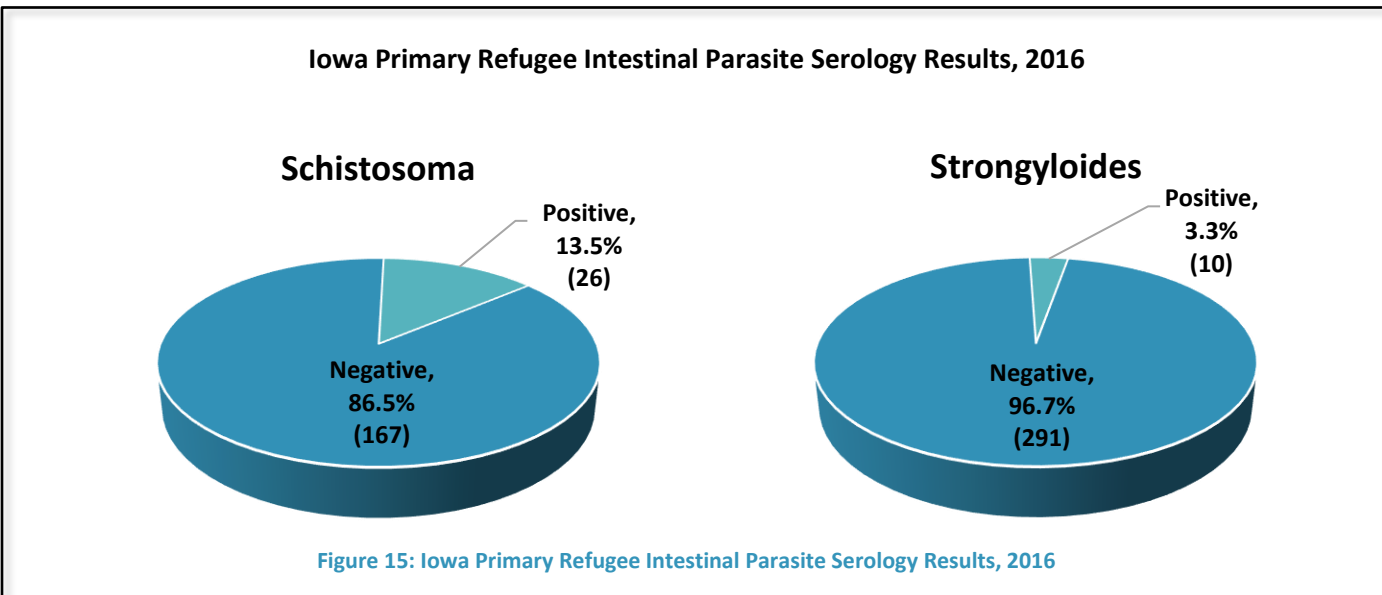 Iowa Primary Refugee Intestinal Parasite Serology Results, 2016
Schistosoma
Positive,
13.5%
(26)
Negative,
86.5%
(167)
Strongyloides
Positive,
3.3%
(10)
Negative,
96.7%
(291)
Figure 15: Iowa Primary Refugee Intestinal Parasite Serology Results, 2016